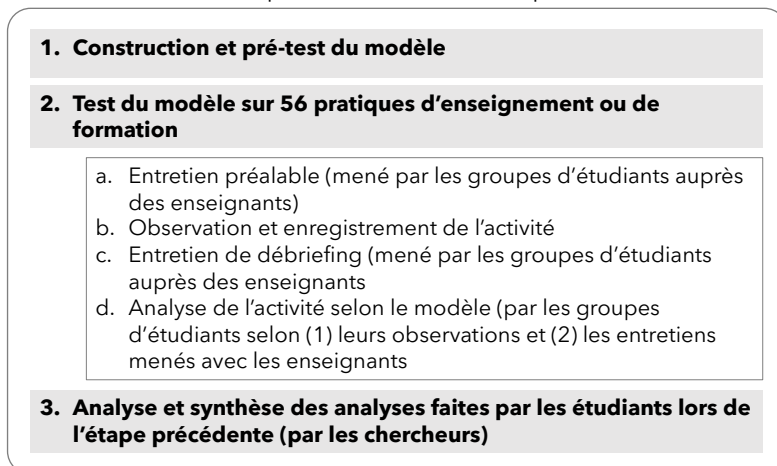 1. Construction et pré-test du modèle
2. Test du modèle sur 56 pratiques d'enseignement ou de
formation
a. Entretien préalable (mené par les groupes d'étudiants auprès
des enseignants)
b. Observation et enregistrement de l'activité
c. Entretien de débriefing (mené par les groupes d'étudiants
auprès des enseignants
d. Analyse de l'activité selon le modèle (par les groupes
d'étudiants selon (1) leurs observations et (2) les entretiens
menés avec les enseignants
3. Analyse et synthèse des analyses faites par les étudiants lors de
l'étape précédente (par les chercheurs)